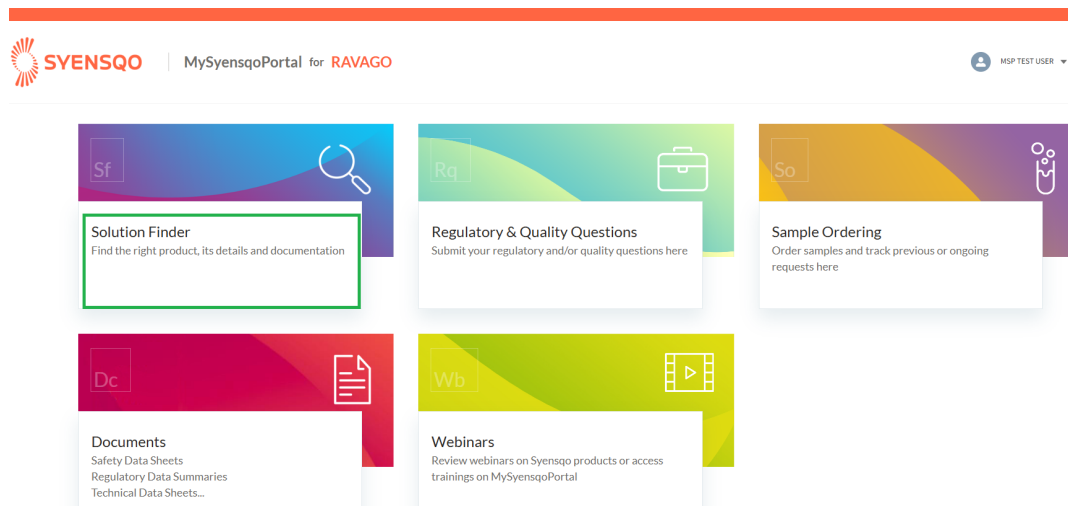 SYENSQO
MySyensqoPortal for RAVAGO
MSP TEST USER
Sf
Rq
So
Solution Finder
Find the right product, its details and documentation
Regulatory & Quality Questions
Submit your regulatory and/or quality questions here
Sample Ordering
Order samples and track previous or ongoing
requests here
Dc
Wb
Documents
Safety Data Sheets
Regulatory Data Summaries
Technical Data Sheets...
Webinars
Review webinars on Syensqo products or access
trainings on MySyensqoPortal